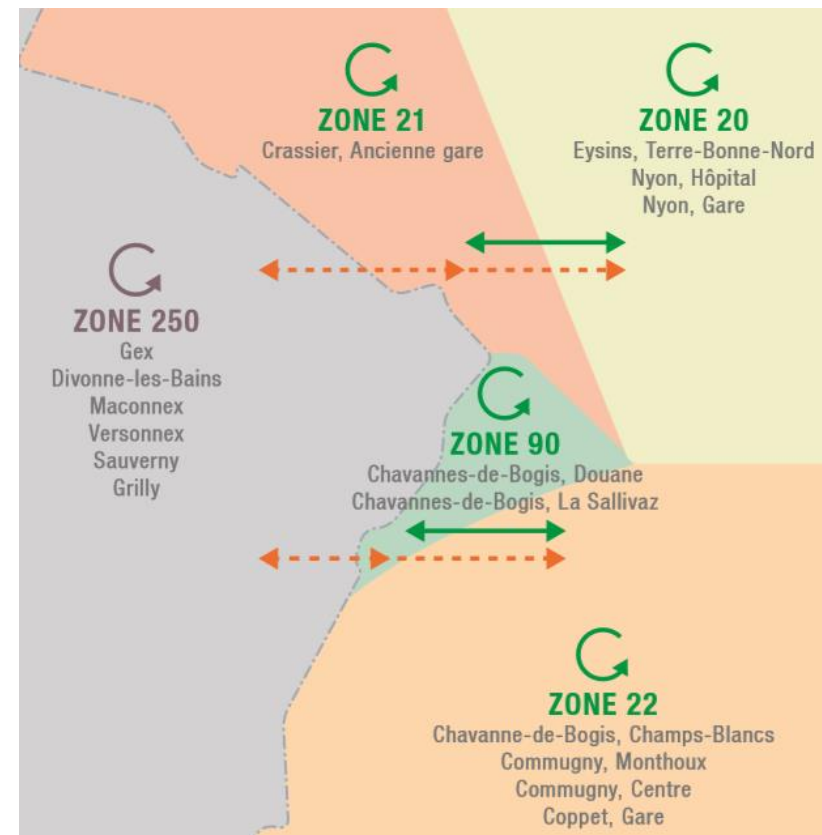 ZONE 21
Crassier, Ancienne gare
ZONE 20
Eysins, Terre-Bonne-Nord
Nyon, Hôpital
Nyon, Gare
ZONE 250
Gex
Divonne-les-Bains
Maconnex
Versonnex
Sauverny
Grilly
ZONE 90
Chavannes-de-Bogis, Douane
Chavannes-de-Bogis, La Sallivaz
ZONE 22
Chavanne-de-Bogis, Champs-Blancs
Commugny, Monthoux
Commugny, Centre
Coppet, Gare